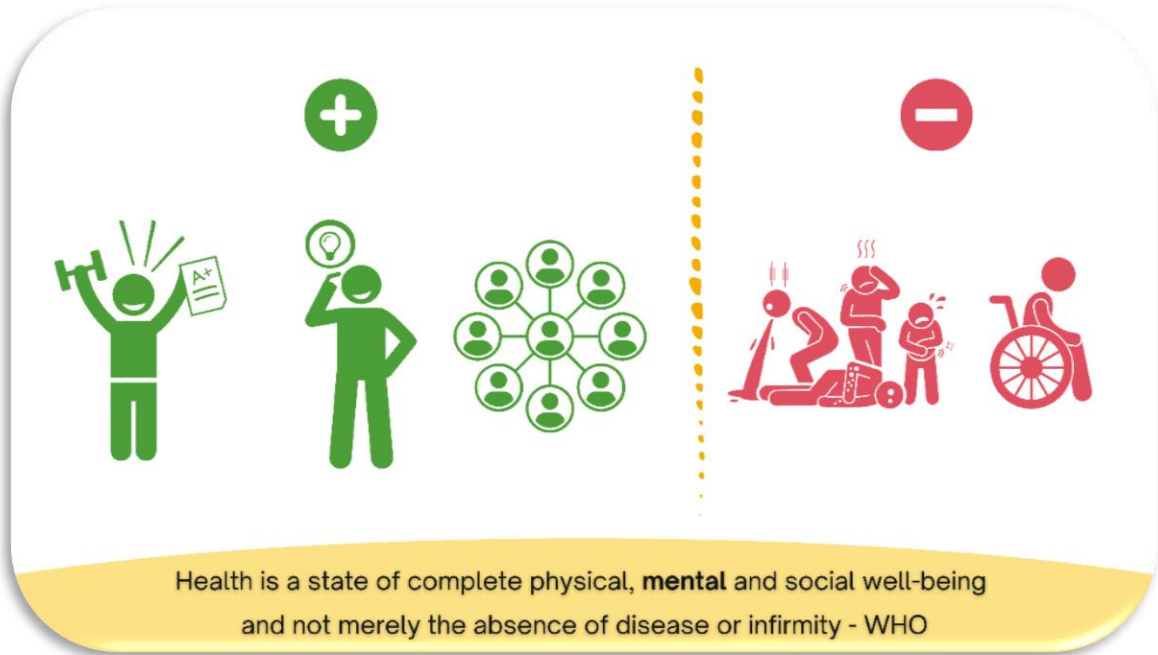 A+
Health is a state of complete physical, mental and social well-being
and not merely the absence of disease or infirmity - WHO